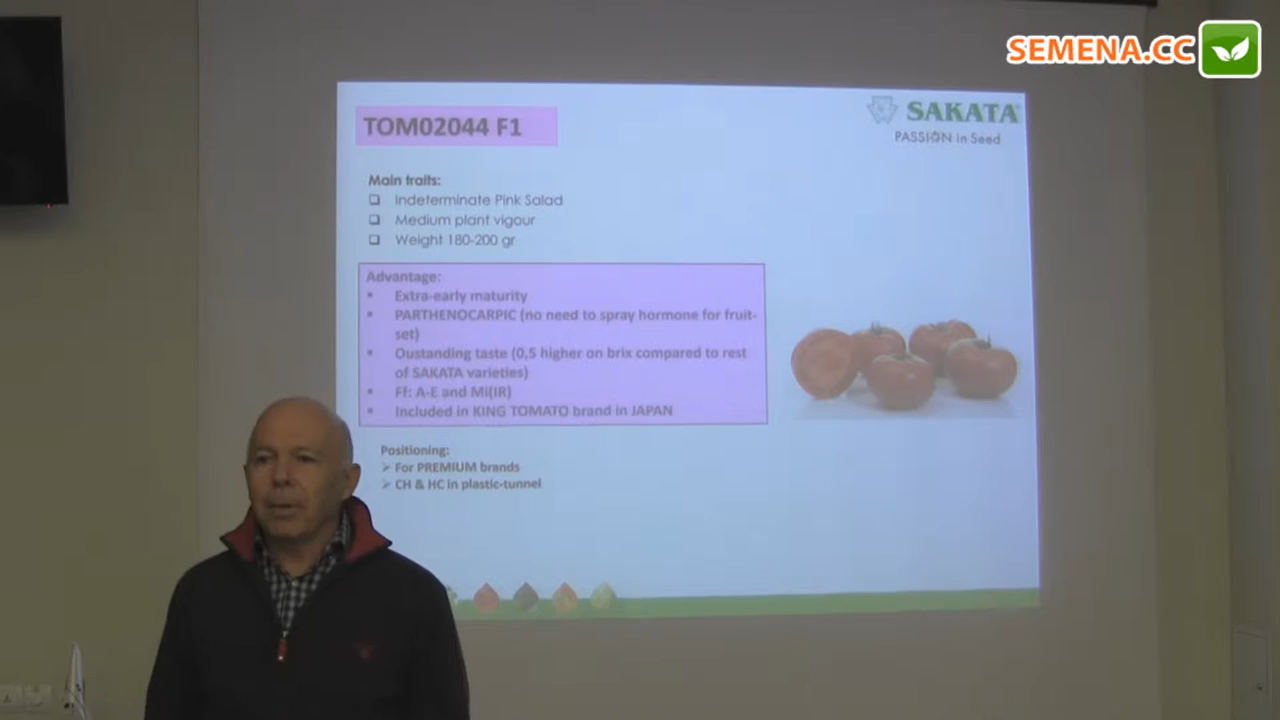 SEMENA.CC
TOM02044 F1
SAKATA
PASSION in Seed
Main traits:
Indeterminate Pink Salad
Medium plant vigour
Weight 180-200 gr
Advantage:
Extra-early maturity
PARTHENOCARPIC (no need to spray hormone for fruit-
set)
Oustanding taste (0,5 higher on brix compared to rest
of SAKATA varieties)
Ff: A-E and Mi(IR)
Included in KING TOMATO brand in JAPAN
Positioning:
For PREMIUM brands
CH & HC in plastic-tunnel